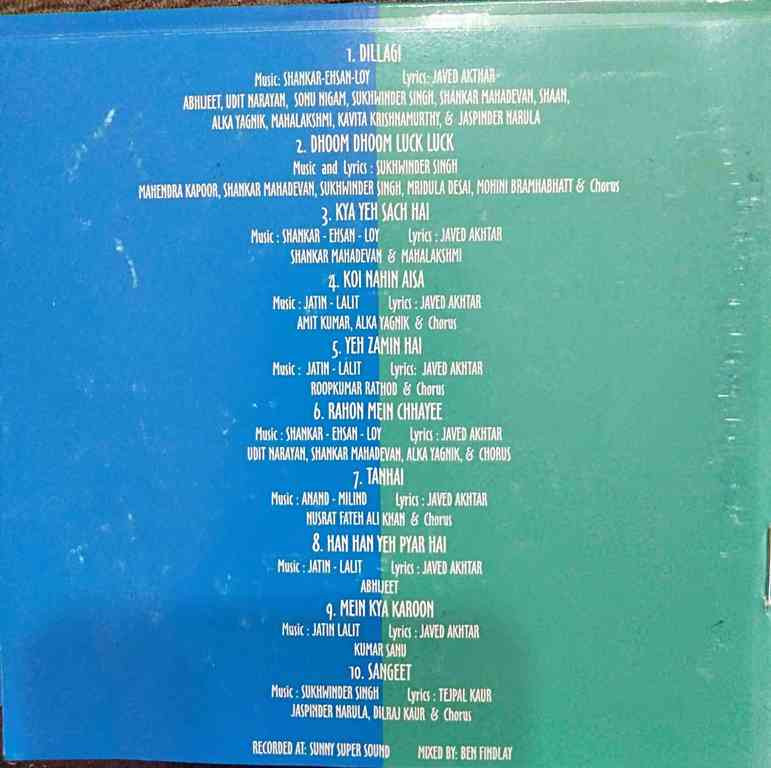 1. DILLAGI
Music: SHANKAR-EHSAN-LOY Lyrics: JAVED AKTHAR
ABHIJEET, UDIT NARAYAN, SONU NIGAM, SUKHWINDER SINGH, SHANKAR MAHADEVAN, SHAAN,
ALKA YAGNIK, MAHALAKSHMI, KAVITA KRISHNAMURTHY, & JASPINDER NARULA
2. DHOOM DHOOM LUCK LUCK
Music and Lyrics : SUKHWINDER SINGH
MAHENDRA KAPOOR, SHANKAR MAHADEVAN, SUKHWINDER SINGH, MRIDULA DESAI, MOHINI BRAMHABHATT & Chorus
3. KYA YEH SACH HAI
Music : SHANKAR - EHSAN - LOY Lyrics : JAVED AKHTAR
SHANKAR MAHADEVAN & MAHALAKSHMI
4. KOI NAHIN AISA
Music : JATIN - LALIT Lyrics : JAVED AKHTAR
AMIT KUMAR, ALKA YAGNIK & Chorus
5. YEH ZAMIN HAI
Music : JATIN - LALIT Lyrics: JAVED AKHTAR
ROOPKUMAR RATHOD & Chorus
6. RAHON MEIN CHHAYEE
Music : SHANKAR - EHSAN - LOY Lyrics : JAVED AKHTAR
UDIT NARAYAN, SHANKAR MAHADEVAN, ALKA YAGNIK, & CHORUS
7. TANHAI
Music : ANAND - MILIND Lyrics : JAVED AKHTAR
NUSRAT FATEH ALI KHAN & Chorus
8. HAN HAN YEH PYAR HAI
Music : JATIN - LALIT Lyrics : JAVED AKHTAR
ABHIJEET
9. MEIN KYA KAROON
Music : JATIN LALIT Lyrics : JAVED AKHTAR
KUMAR SANU
10. SANGEET
Music : SUKHWINDER SINGH Lyrics : TEJPAL KAUR
JASPINDER NARULA, DILRAJ KAUR & Chorus
RECORDED AT: SUNNY SUPER SOUND MIXED BY: BEN FINDLAY